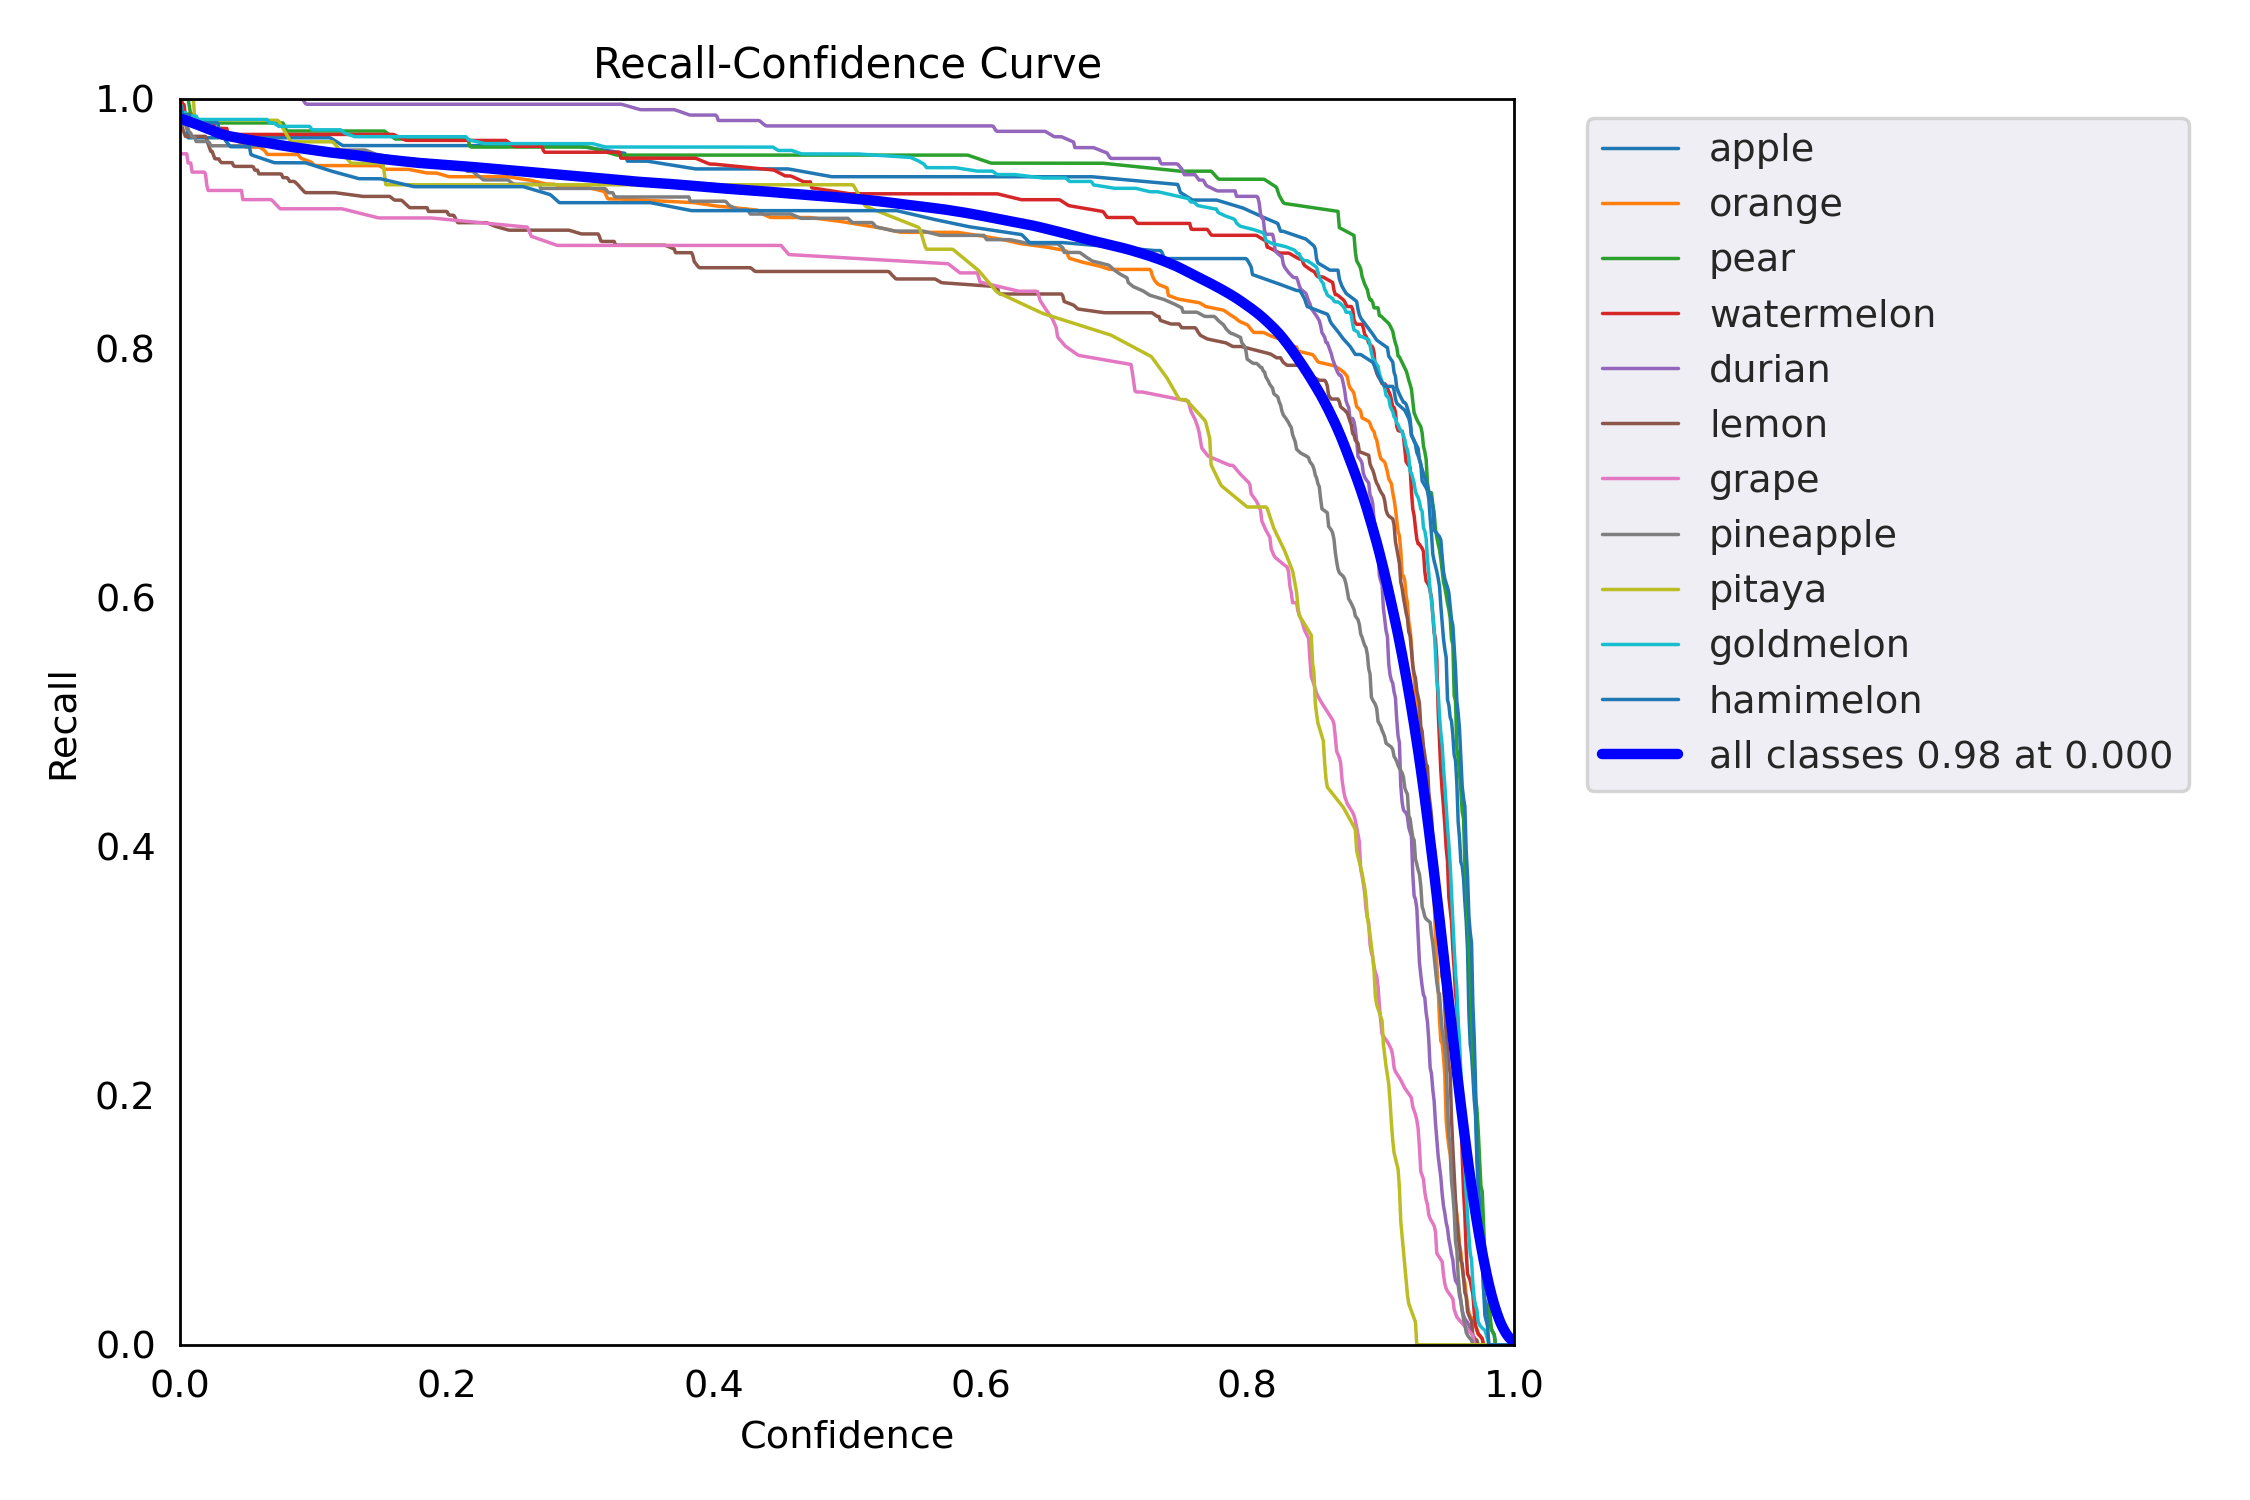 Recall-Confidence Curve
1.0
0.8
0.6
0.4
0.2
0.0
Recall
0.0 0.2 0.4 0.6 0.8 1.0
Confidence
apple
orange
pear
watermelon
durian
lemon
grape
pineapple
pitaya
goldmelon
hamimelon
all classes 0.98 at 0.000